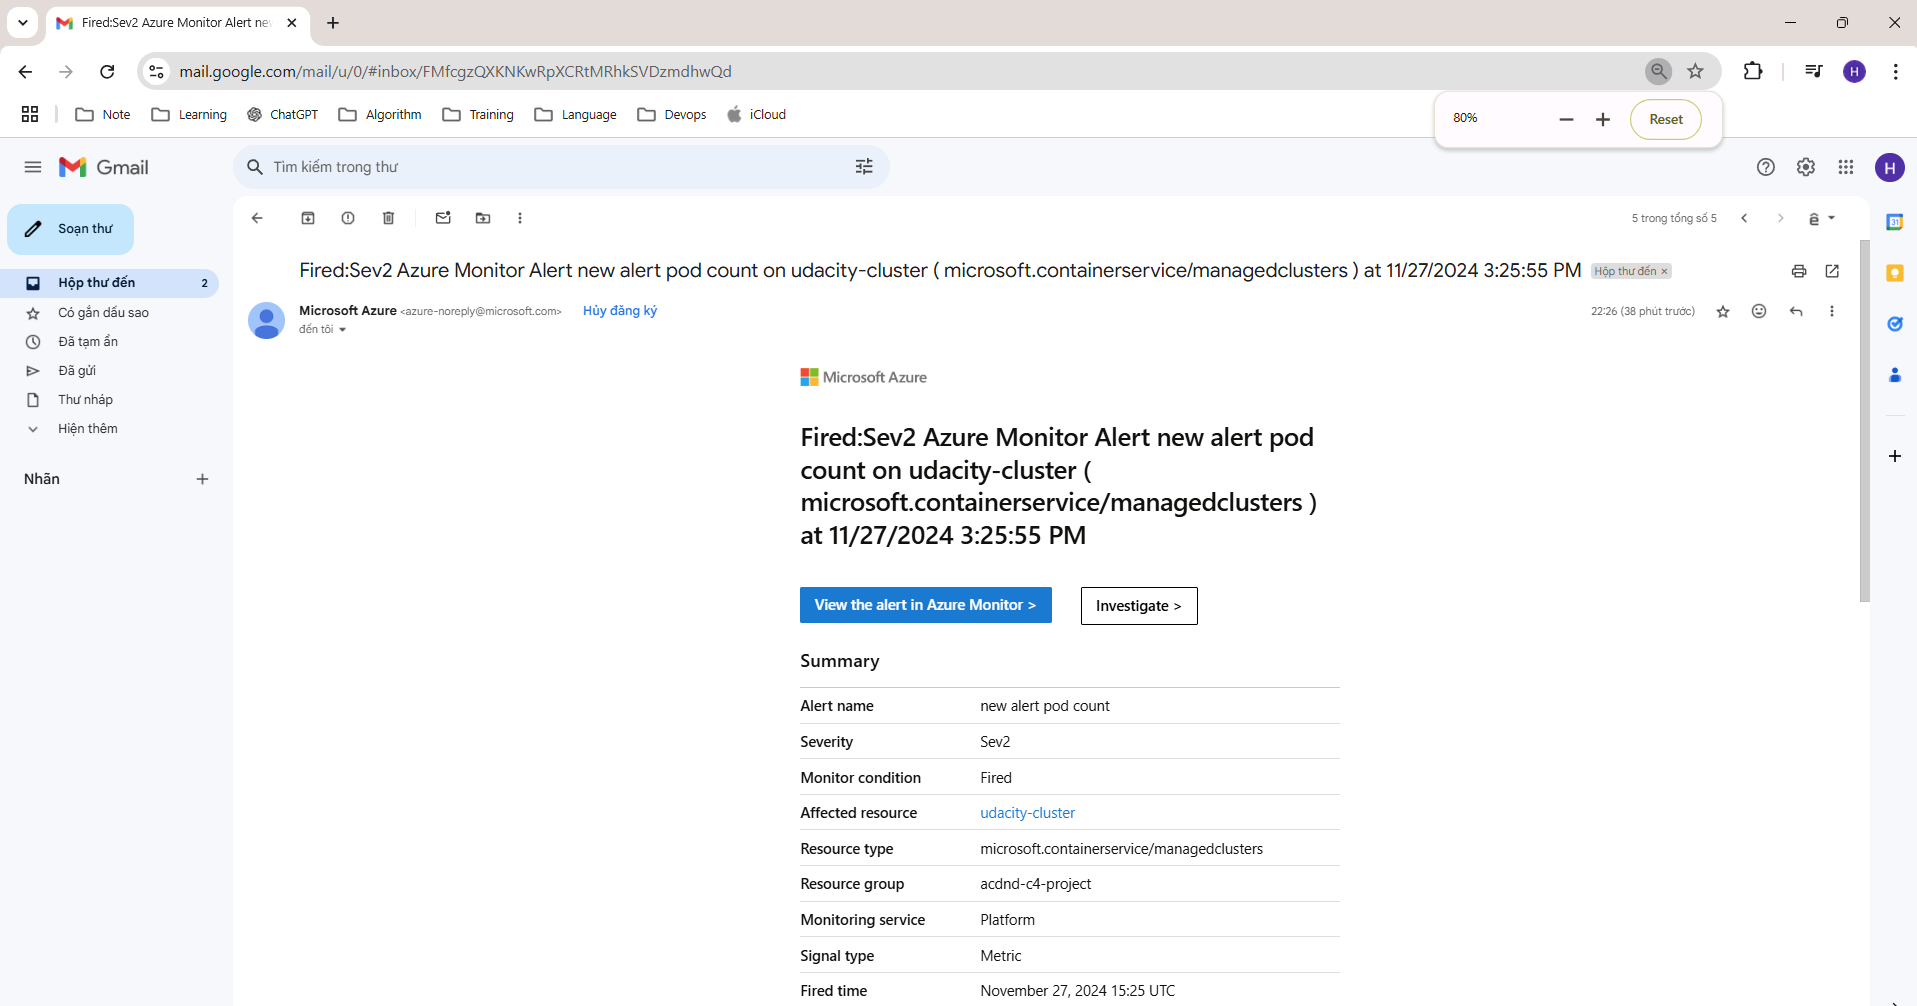 Fired:Sev2 Azure Monitor Alert nev
mail.google.com/mail/u/0/#inbox/FMfcgzQXKNKwRpXCRtMRhkSVDzmdhwQd
H
Note
Learning
ChatGPT
Algorithm
Training
Language
Devops
iCloud
80%
Reset
Gmail
Tìm kiếm trong thư
H
Soạn thư
5 trong tổng số 5
Hộp thư đến 2
Có gắn dấu sao
Đã tạm ẩn
Đã gửi
Thư nháp
Hiện thêm
Nhãn
Fired:Sev2 Azure Monitor Alert new alert pod count on udacity-cluster ( microsoft.containerservice/managedclusters ) at 11/27/2024 3:25:55 PM Hộp thư đến ×
Microsoft Azure <azure-noreply@microsoft.com> Hủy đăng ký
22:26 (38 phút trước)
đến tôi
Microsoft Azure
Fired:Sev2 Azure Monitor Alert new alert pod
count on udacity-cluster (
microsoft.containerservice/managedclusters )
at 11/27/2024 3:25:55 PM
View the alert in Azure Monitor >
Investigate >
Summary
Alert name new alert pod count
Severity Sev2
Monitor condition Fired
Affected resource udacity-cluster
Resource type microsoft.containerservice/managedclusters
Resource group acdnd-c4-project
Monitoring service Platform
Signal type Metric
Fired time November 27, 2024 15:25 UTC
31